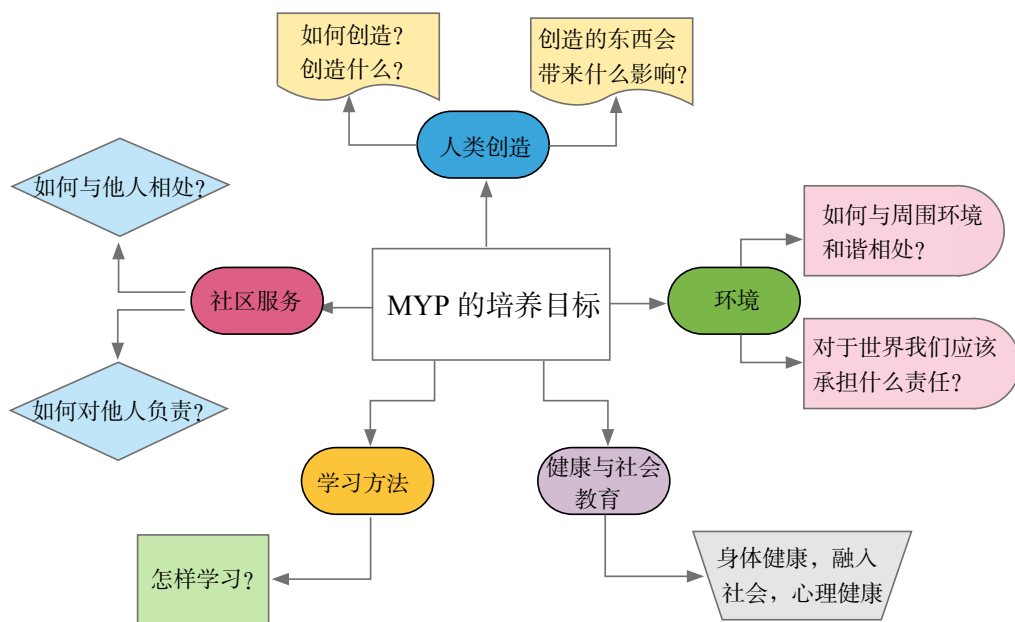 如何创造？
创造什么？
创造的东西会
带来什么影响？
人类创造
如何与他人相处？
如何与周围环境
和谐相处？
社区服务
MYP 的培养目标
环境
对于世界我们应该
承担什么责任？
如何对他人负责？
学习方法
健康与社会
教育
怎样学习？
身体健康，融入
社会，心理健康